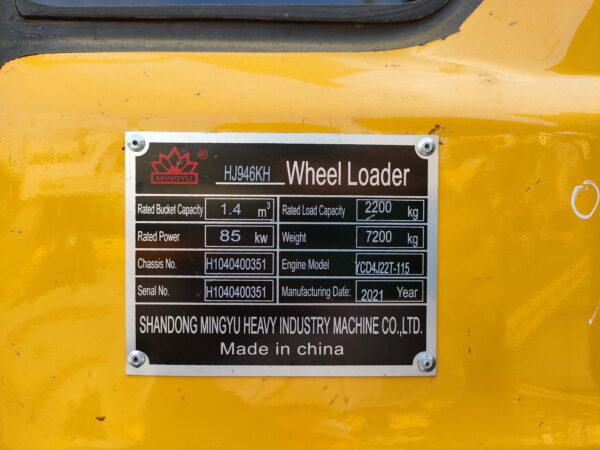 MINGYU ® HJ946KH Wheel Loader
Rated Bucket Capacity 1.4 m³ Rated Load Capacity 2200 kg
Rated Power 85 kw Weight 7200 kg
Chassis No. H1040400351 Engine Model YCD4J22T-115
Serial No. H1040400351 Manufacturing Date: 2021 Year
SHANDONG MINGYU HEAVY INDUSTRY MACHINE CO.,LTD.
Made in china